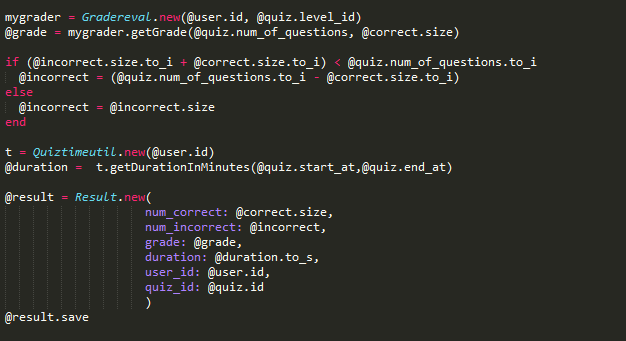 mygrader = Gradereval.new(@user.id, @quiz.level_id)
@grade = mygrader.getGrade(@quiz.num_of_questions, @correct.size)
if (@incorrect.size.to_i + @correct.size.to_i) < @quiz.num_of_questions.to_i
@incorrect = (@quiz.num_of_questions.to_i - @correct.size.to_i)
else
@incorrect = @incorrect.size
end
t = Quiztimeutil.new(@user.id)
@duration =  t.getDurationInMinutes(@quiz.start_at,@quiz.end_at)
@result = Result.new(
num_correct: @correct.size,
num_incorrect: @incorrect,
grade: @grade,
duration: @duration.to_s,
user_id: @user.id,
quiz_id: @quiz.id
)
@result.save